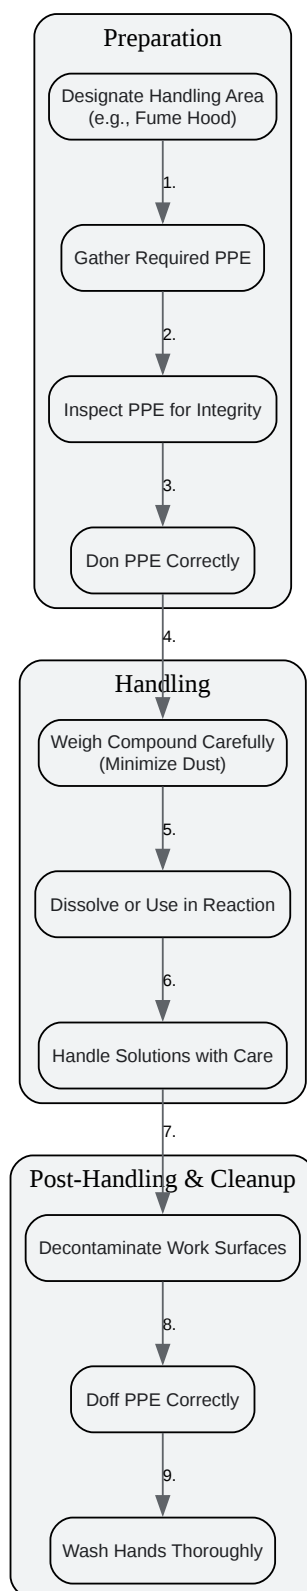 Preparation
Designate Handling Area
(e.g., Fume Hood)
1.
Gather Required PPE
2.
Inspect PPE for Integrity
3.
Don PPE Correctly
4.
Handling
Weigh Compound Carefully
(Minimize Dust)
5.
Dissolve or Use in Reaction
6.
Handle Solutions with Care
7.
Post-Handling & Cleanup
Decontaminate Work Surfaces
8.
Doff PPE Correctly
9.
Wash Hands Thoroughly